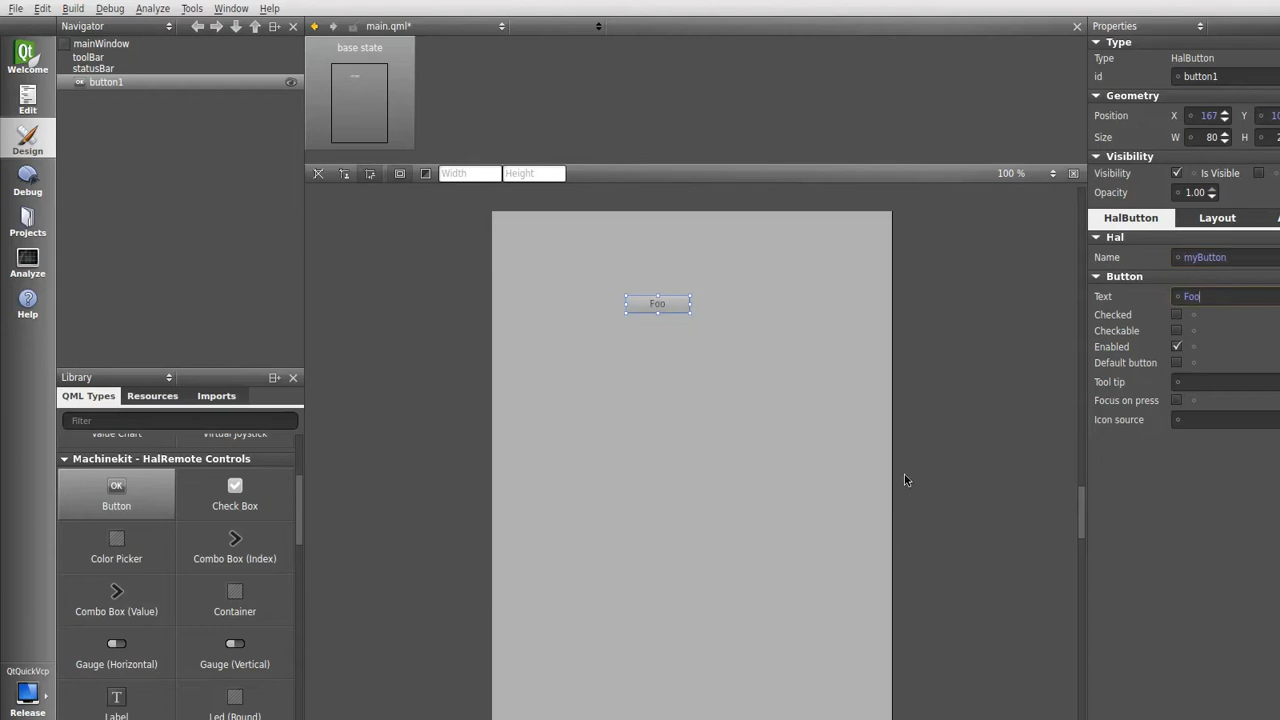 File Edit Build Debug Analyze Tools Window Help
Navigator
main.qml*
Properties
mainWindow
toolBar
statusBar
button1
base state
Type
Type HalButton
id button1
Geometry
Position X 167 Y
Size W 80 H
Visibility
Visibility Is Visible
Opacity 1.00
Width Height
100 %
HalButton Layout
Hal
Name myButton
Button
Text Foo
Checked
Checkable
Enabled
Default button
Tool tip
Focus on press
Icon source
Foo
Qt
Welcome
Edit
Design
Debug
Projects
Analyze
Help
Library
QML Types Resources Imports
Filter
Value Chart Virtual Joystick
Machinekit - HalRemote Controls
OK
Button Check Box
Color Picker Combo Box (Index)
Combo Box (Value) Container
Gauge (Horizontal) Gauge (Vertical)
T
Label Led (Round)
QtQuickVcp
Release